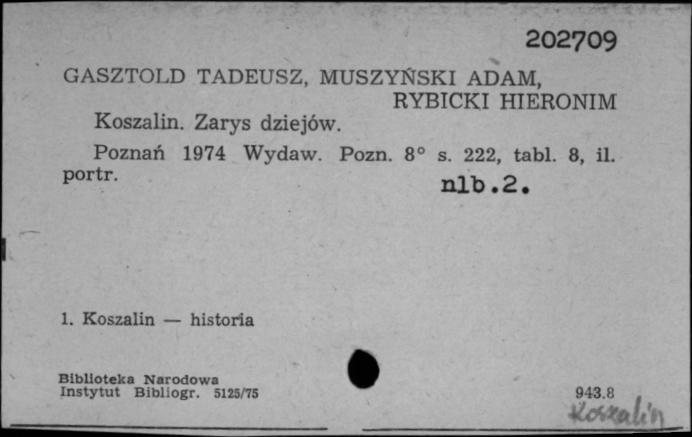 202709
GASZTOLD TADEUSZ, MUSZYŃSKI ADAM,
RYBICKI HIERONIM
Koszalin. Zarys dziejów.
Poznań 1974 Wydaw. Pozn. 8° s. 222, tabl. 8, il.
portr.
nlb.2.
1. Koszalin — historia
Biblioteka Narodowa
Instytut Bibliogr. 5125/75
943.8
Koszalin